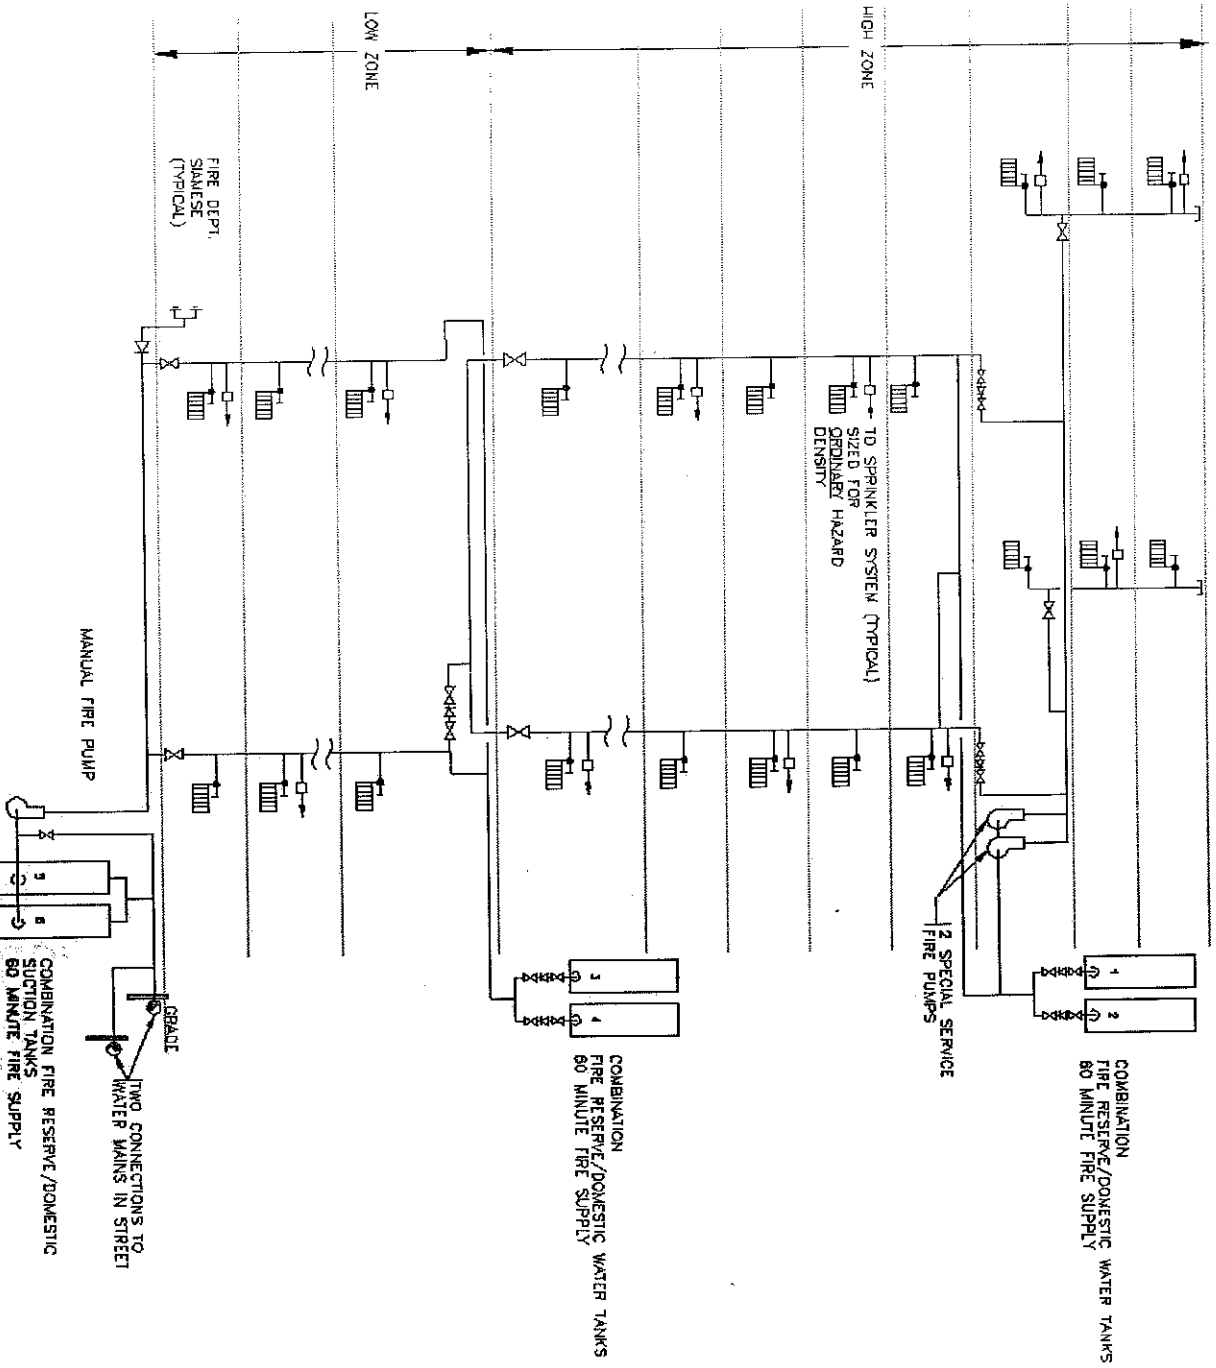 HIGH ZONE
LOW ZONE
FIRE DEPT.
SIAMESE
(TYPICAL)
TO SPRINKLER SYSTEM (TYPICAL)
SIZED FOR
ORDINARY HAZARD
DENSITY
MANUAL FIRE PUMP
2 SPECIAL SERVICE
FIRE PUMPS
1
2
COMBINATION
FIRE RESERVE/DOMESTIC WATER TANKS
60 MINUTE FIRE SUPPLY
3
4
COMBINATION
FIRE RESERVE/DOMESTIC WATER TANKS
60 MINUTE FIRE SUPPLY
GRADE
TWO CONNECTIONS TO
WATER MAINS IN STREET
5
6
COMBINATION FIRE RESERVE/DOMESTIC
SUCTION TANKS
60 MINUTE FIRE SUPPLY